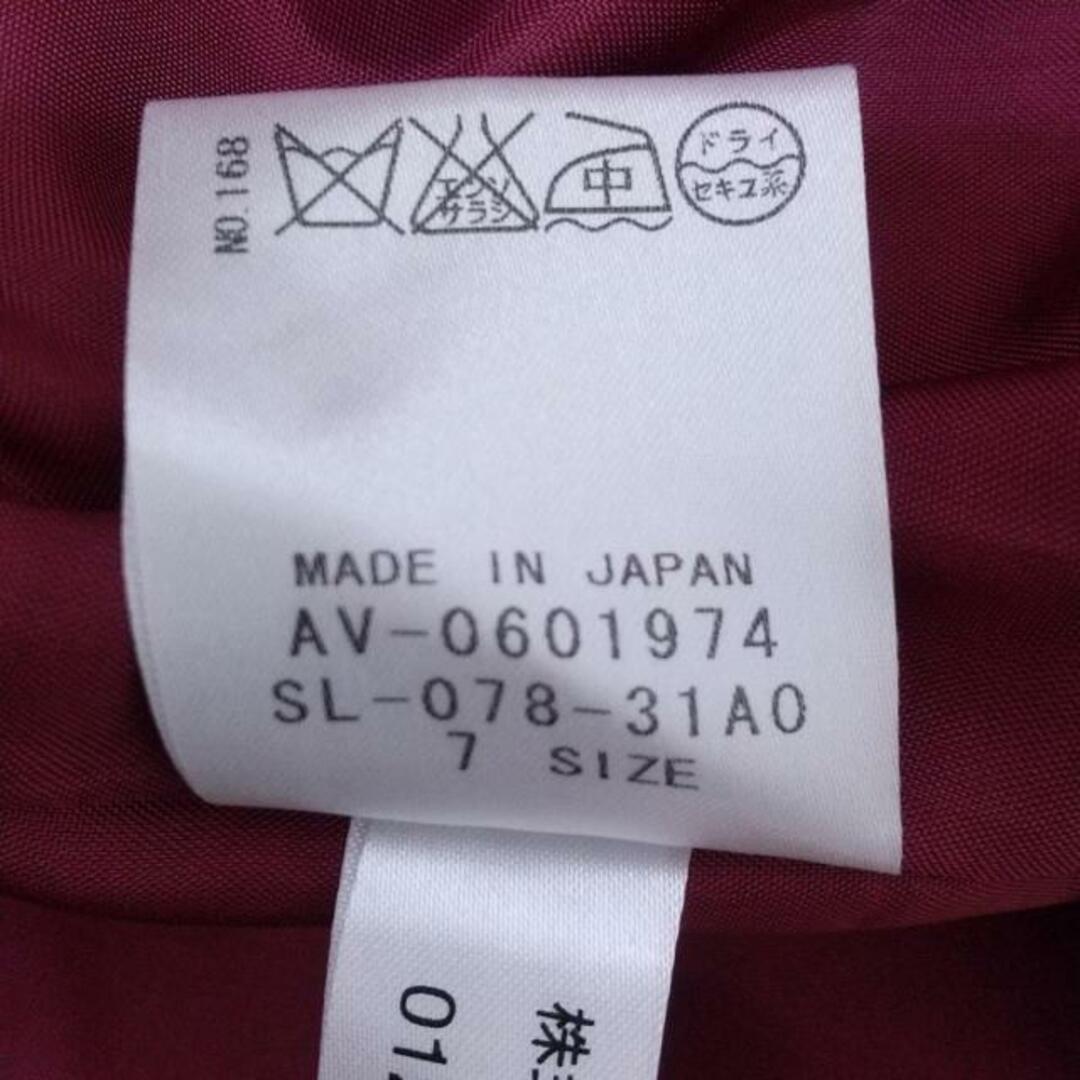 NO.168
エンソ
サラシ
中
ドライ
セキユ系
MADE IN JAPAN
AV-0601974
SL-078-31A0
7 SIZE
株
01